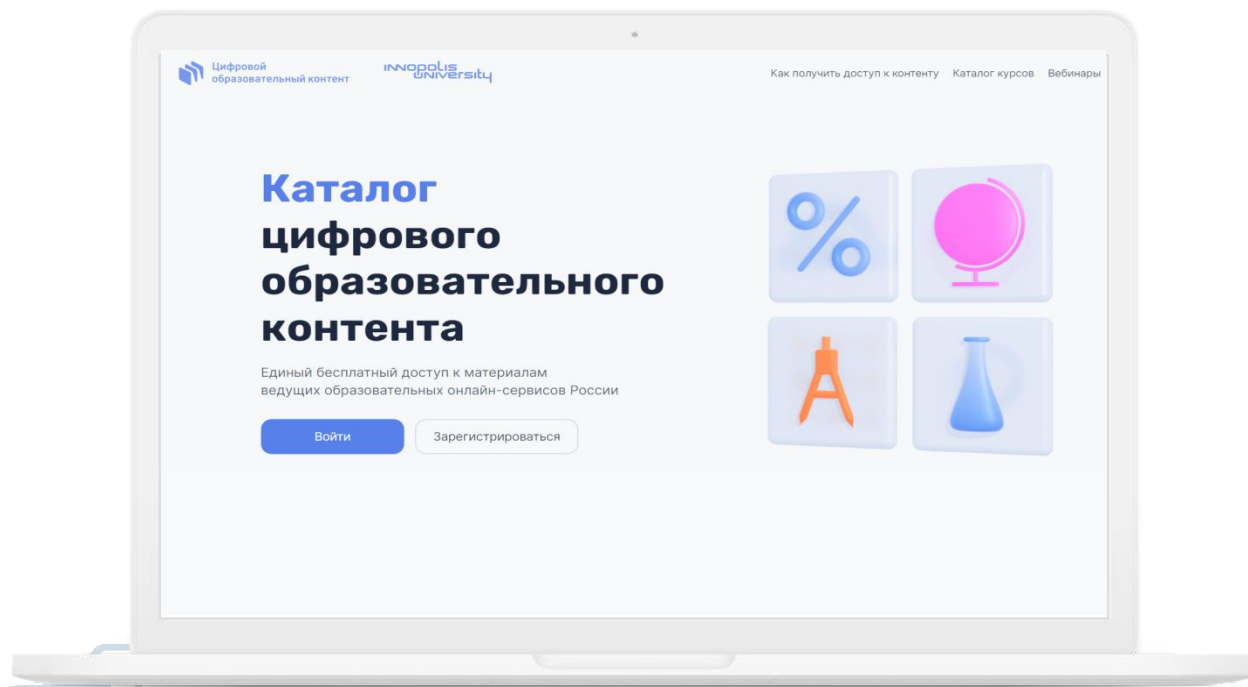 Цифровой
образовательный контент
INNOPOLIS
UNIVERSITY
Как получить доступ к контенту Каталог курсов Вебинары
Каталог
цифрового
образовательного
контента
Единый бесплатный доступ к материалам
ведущих образовательных онлайн-сервисов России
Войти Зарегистрироваться